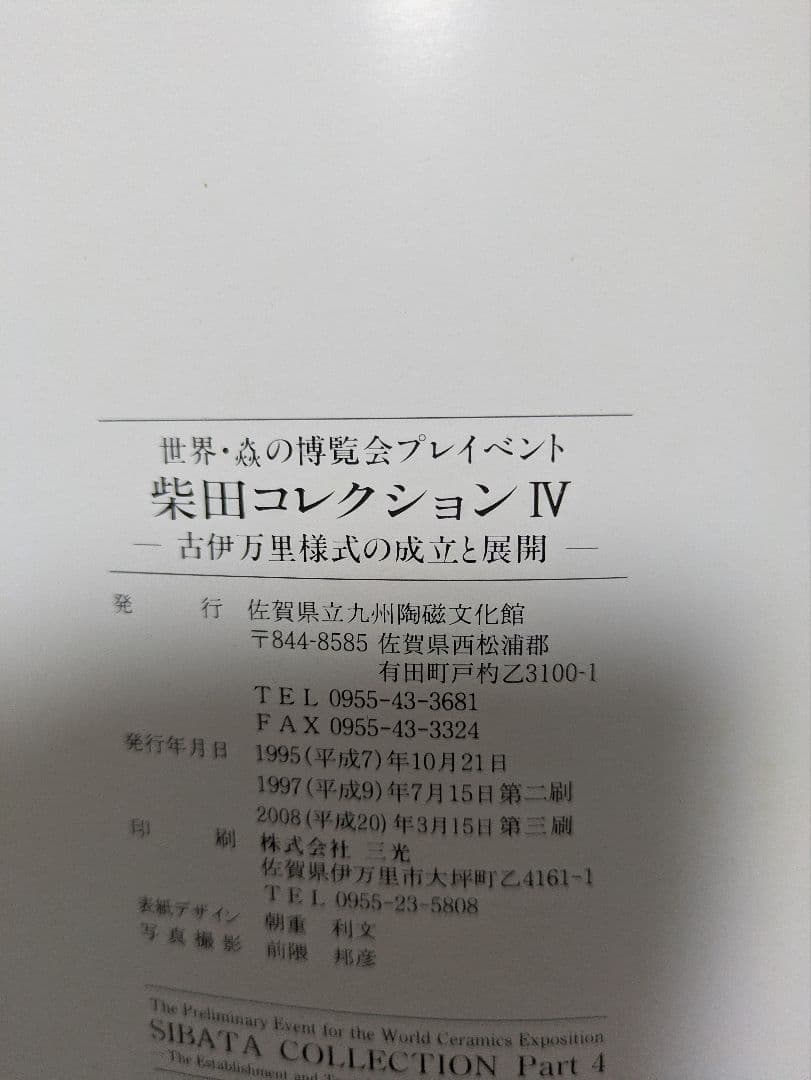 世界・焱の博覧会プレイベント
柴田コレクションⅣ
― 古伊万里様式の成立と展開 ―
発 行 佐賀県立九州陶磁文化館
〒844-8585 佐賀県西松浦郡
有田町戸杓乙3100-1
TEL 0955-43-3681
FAX 0955-43-3324
発行年月日 1995(平成7)年10月21日
1997(平成9)年7月15日第二刷
2008(平成20)年3月15日第三刷
印 刷 株式会社 三光
佐賀県伊万里市大坪町乙4161-1
TEL 0955-23-5808
表紙デザイン 朝重 利文
写真撮影 前隈 邦彦
The Preliminary Event for the World Ceramics Exposition
SIBATA COLLECTION Part 4
―The Establishment and